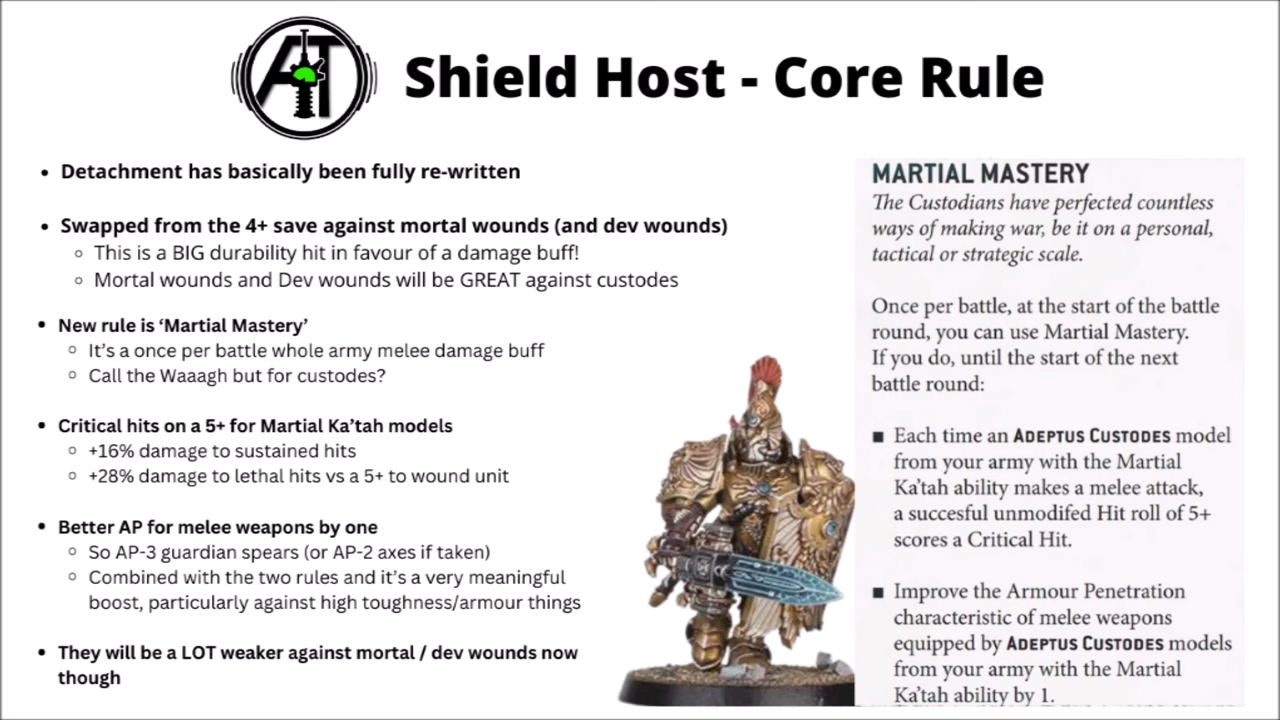 AT
Shield Host - Core Rule
• Detachment has basically been fully re-written
• Swapped from the 4+ save against mortal wounds (and dev wounds)
◦ This is a BIG durability hit in favour of a damage buff!
◦ Mortal wounds and Dev wounds will be GREAT against custodes
• New rule is ‘Martial Mastery’
◦ It’s a once per battle whole army melee damage buff
◦ Call the Waaagh but for custodes?
• Critical hits on a 5+ for Martial Ka’tah models
◦ +16% damage to sustained hits
◦ +28% damage to lethal hits vs a 5+ to wound unit
• Better AP for melee weapons by one
◦ So AP-3 guardian spears (or AP-2 axes if taken)
◦ Combined with the two rules and it’s a very meaningful
boost, particularly against high toughness/armour things
• They will be a LOT weaker against mortal / dev wounds now
though
MARTIAL MASTERY
The Custodians have perfected countless
ways of making war, be it on a personal,
tactical or strategic scale.
Once per battle, at the start of the battle
round, you can use Martial Mastery.
If you do, until the start of the next
battle round:
■ Each time an ADEPTUS CUSTODES model
from your army with the Martial
Ka’tah ability makes a melee attack,
a succesful unmodifed Hit roll of 5+
scores a Critical Hit.
■ Improve the Armour Penetration
characteristic of melee weapons
equipped by ADEPTUS CUSTODES models
from your army with the Martial
Ka’tah ability by 1.